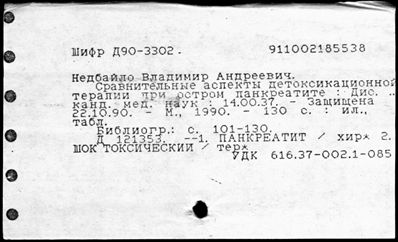 Шифр Д90-3302.
911002185538
Недбайло Владимир Андреевич.
Сравнительные аспекты детоксикационной
терапии при остром панкреатите : Дис. ..
канд. мед. наук : 14.00.37. - Защищена
22.10.90. - М., 1990. - 130 с. : ил.,
табл.
Библиогр.: с. 101-130.
Д 121353. --1. ПАНКРЕАТИТ / хир* 2.
ШОК ТОКСИЧЕСКИЙ / тер*
УДК 616.37-002.1-085